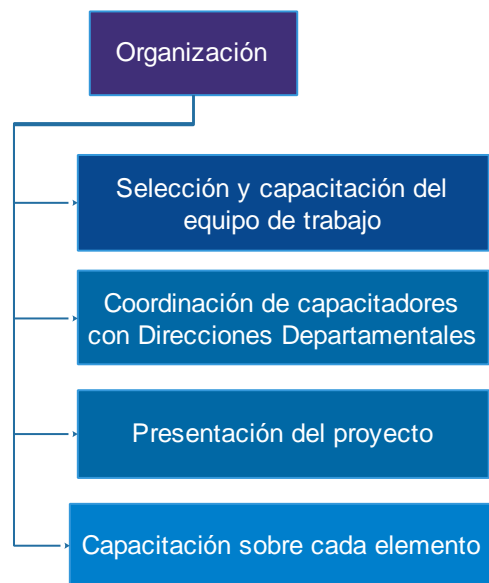 Organización
Selección y capacitación del
equipo de trabajo
Coordinación de capacitadores
con Direcciones Departamentales
Presentación del proyecto
Capacitación sobre cada elemento